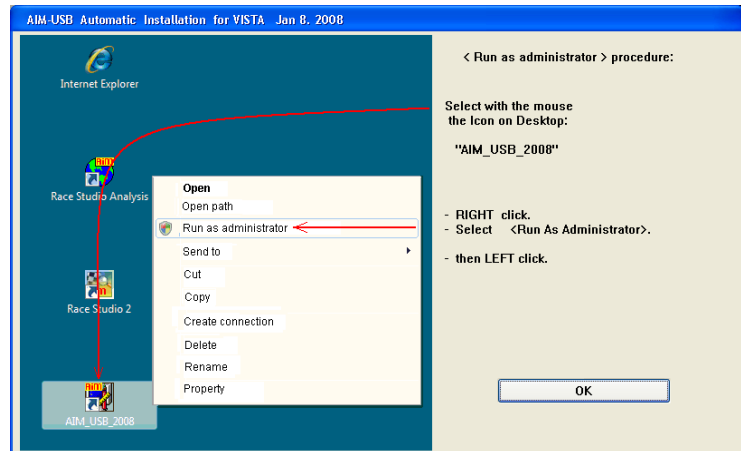 AIM-USB Automatic Installation for VISTA Jan 8. 2008
Internet Explorer
AIM
Race Studio Analysis
Race Studio 2
AIM
AIM_USB_2008
Open
Open path
Run as administrator
Send to
Cut
Copy
Create connection
Delete
Rename
Property
< Run as administrator > procedure:
Select with the mouse
the Icon on Desktop:
"AIM_USB_2008"
- RIGHT click.
- Select <Run As Administrator>.
- then LEFT click.
OK